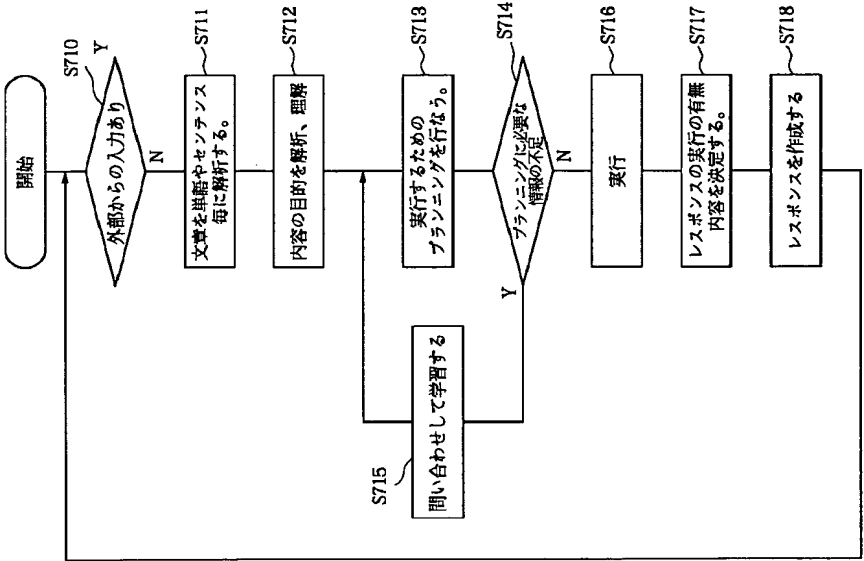 開始
S710
外部からの入力あり
Y
N
S711
文章を単語やセンテンス
毎に解析する。
S712
内容の目的を解析、理解
S713
実行するための
プランニングを行なう。
S714
プランニングに必要な
情報の不足
Y
N
S715
問い合わせして学習する
S716
実行
S717
レスポンスの実行の有無
内容を決定する。
S718
レスポンスを作成する